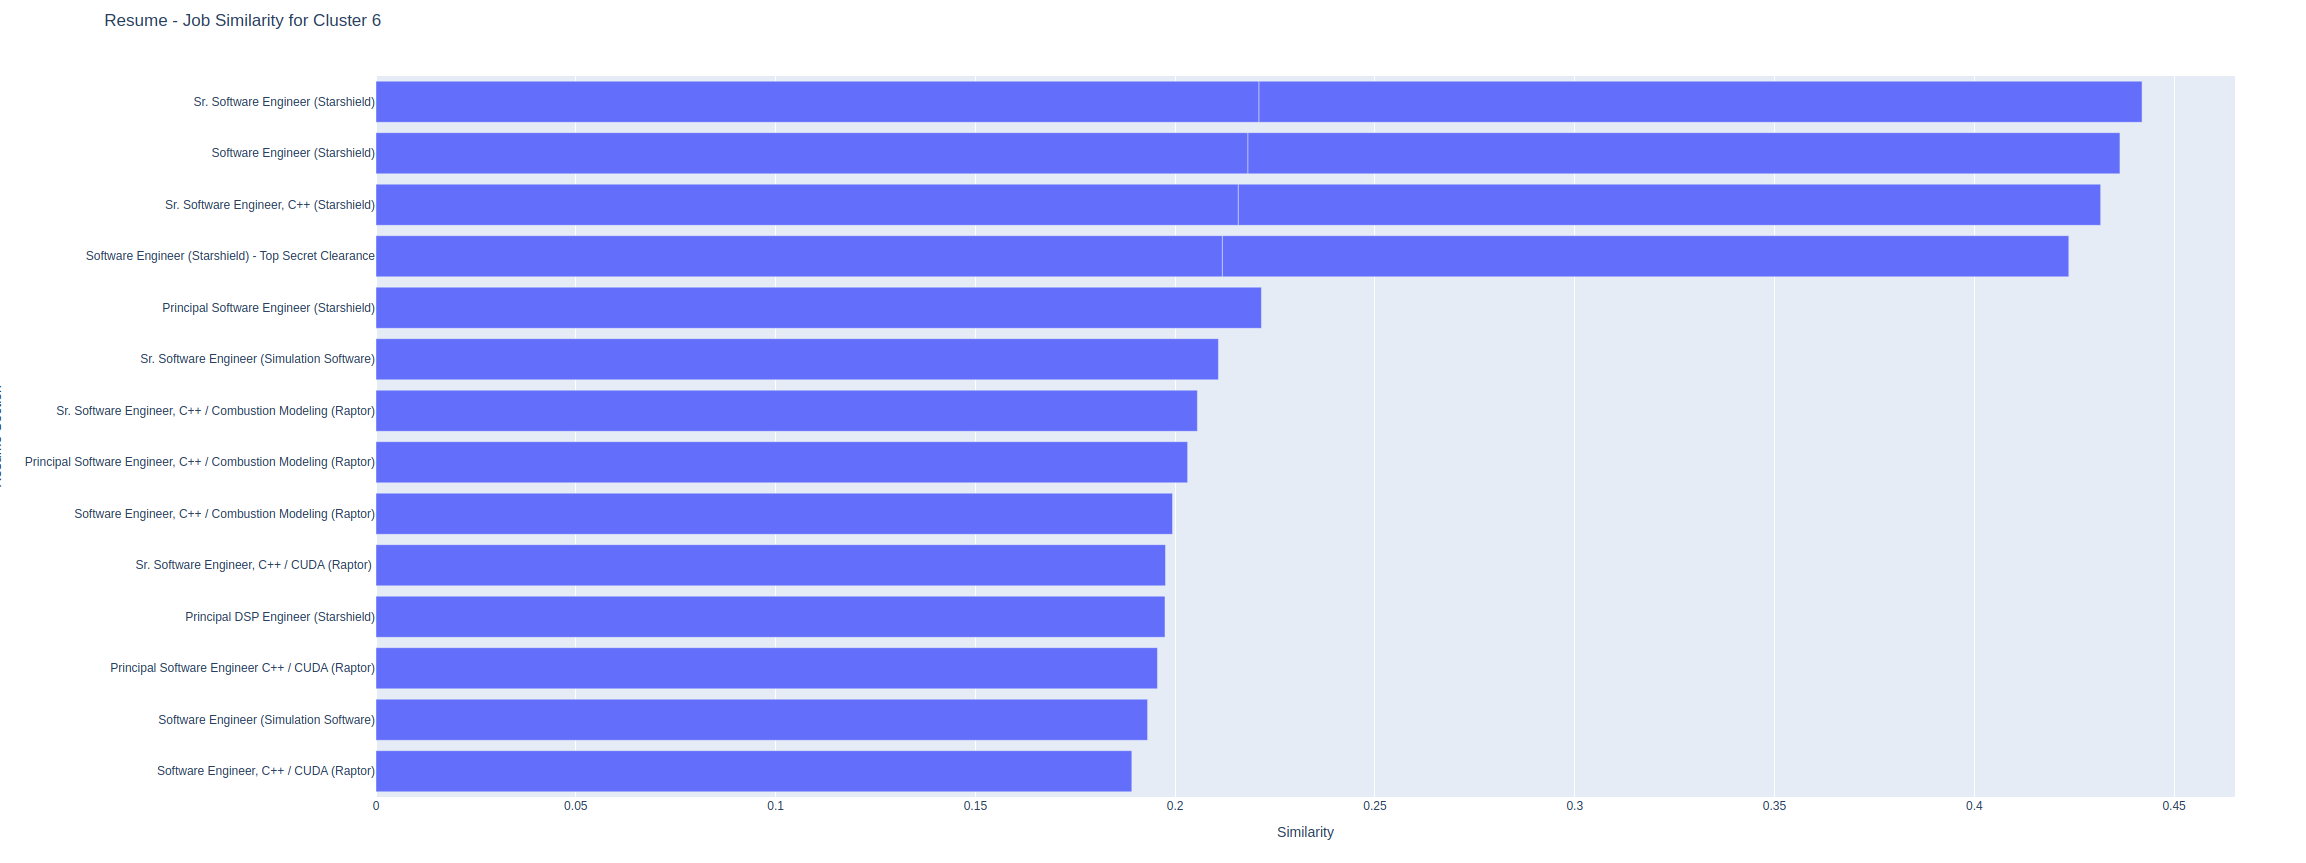 Resume - Job Similarity for Cluster 6
Sr. Software Engineer (Starshield)
Software Engineer (Starshield)
Sr. Software Engineer, C++ (Starshield)
Software Engineer (Starshield) - Top Secret Clearance
Principal Software Engineer (Starshield)
Sr. Software Engineer (Simulation Software)
Sr. Software Engineer, C++ / Combustion Modeling (Raptor)
Principal Software Engineer, C++ / Combustion Modeling (Raptor)
Software Engineer, C++ / Combustion Modeling (Raptor)
Sr. Software Engineer, C++ / CUDA (Raptor)
Principal DSP Engineer (Starshield)
Principal Software Engineer C++ / CUDA (Raptor)
Software Engineer (Simulation Software)
Software Engineer, C++ / CUDA (Raptor)
0 0.05 0.1 0.15 0.2 0.25 0.3 0.35 0.4 0.45
Similarity